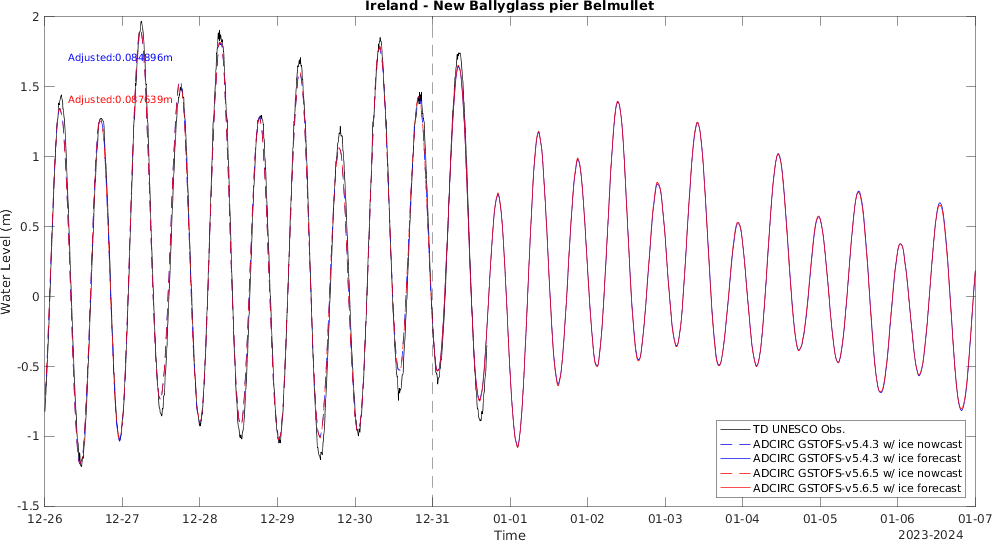 Ireland - New Ballyglass pier Belmullet
Water Level (m)
2
1.5
1
0.5
0
-0.5
-1
-1.5
Adjusted:0.084896m
Adjusted:0.087639m
TD UNESCO Obs.
ADCIRC GSTOFS-v5.4.3 w/ ice nowcast
ADCIRC GSTOFS-v5.4.3 w/ ice forecast
ADCIRC GSTOFS-v5.6.5 w/ ice nowcast
ADCIRC GSTOFS-v5.6.5 w/ ice forecast
12-26 12-27 12-28 12-29 12-30 12-31 01-01 01-02 01-03 01-04 01-05 01-06 01-07
Time
2023-2024